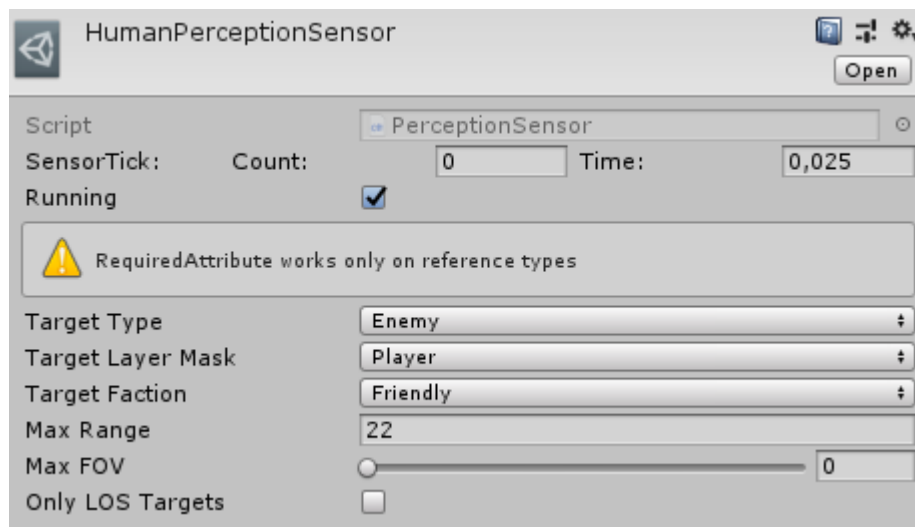 HumanPerceptionSensor
Open
Script PerceptionSensor
SensorTick: Count: 0 Time: 0,025
Running
RequiredAttribute works only on reference types
Target Type Enemy
Target Layer Mask Player
Target Faction Friendly
Max Range 22
Max FOV 0
Only LOS Targets